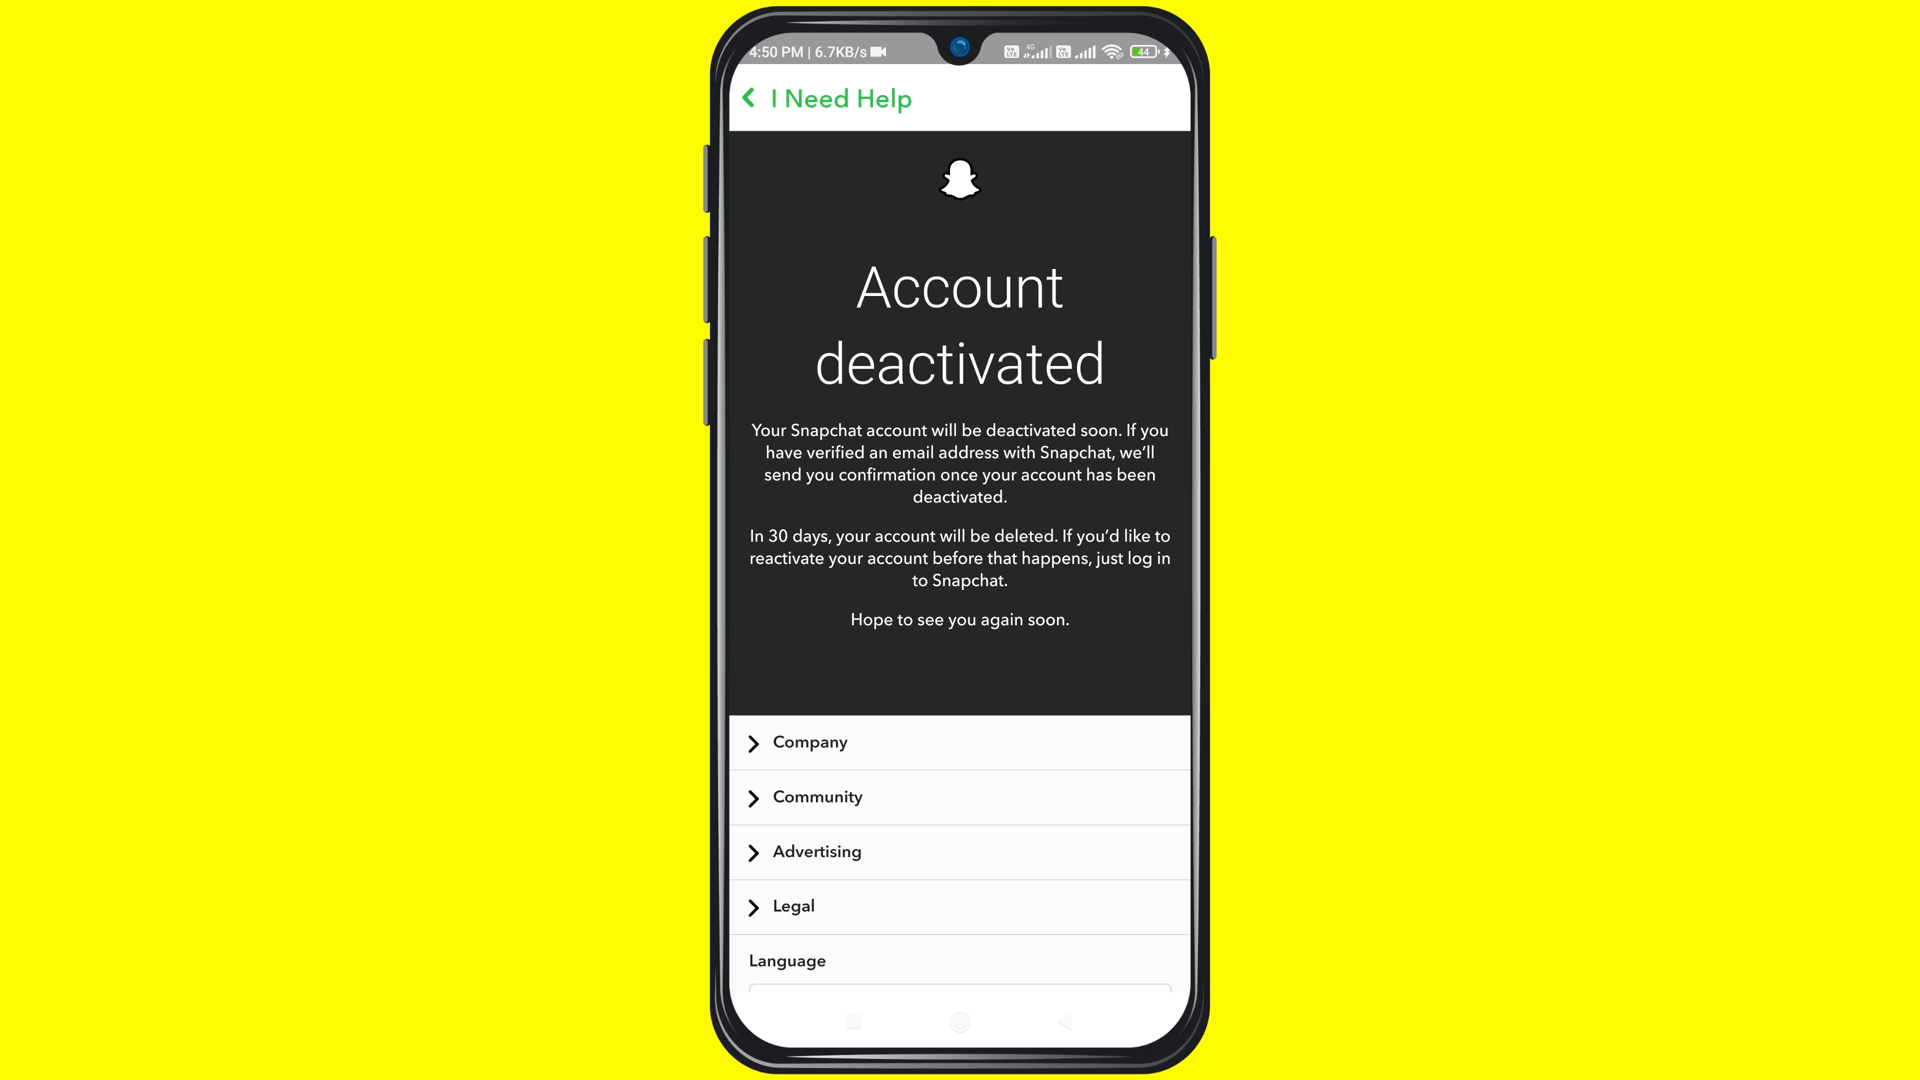 4:50 PM | 6.7KB/s 4G 44
I Need Help
Account
deactivated
Your Snapchat account will be deactivated soon. If you
have verified an email address with Snapchat, we’ll
send you confirmation once your account has been
deactivated.
In 30 days, your account will be deleted. If you’d like to
reactivate your account before that happens, just log in
to Snapchat.
Hope to see you again soon.
Company
Community
Advertising
Legal
Language